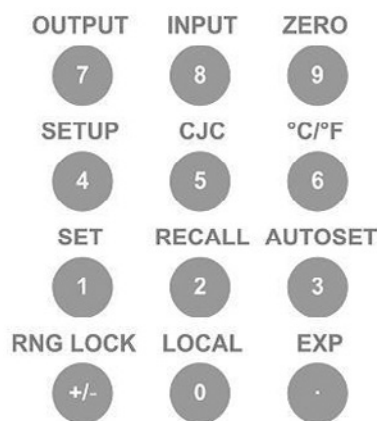 OUTPUT INPUT ZERO
7 8 9
SETUP CJC °C/°F
4 5 6
SET RECALL AUTOSET
1 2 3
RNG LOCK LOCAL EXP
+/- 0 .